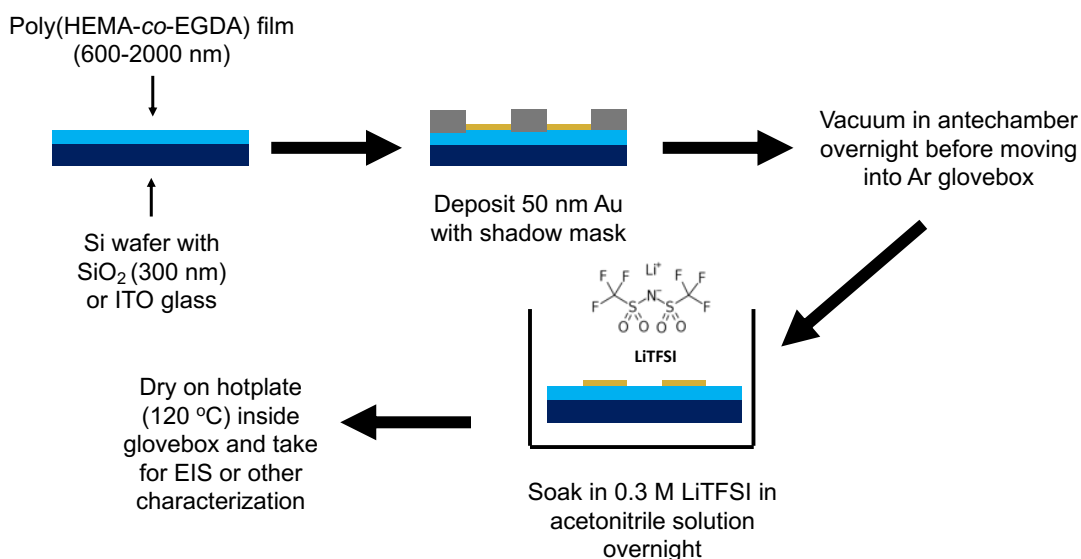 Poly(HEMA-co-EGDA) film
(600-2000 nm)
Si wafer with
SiO₂ (300 nm)
or ITO glass
Deposit 50 nm Au
with shadow mask
Vacuum in antechamber
overnight before moving
into Ar glovebox
Li⁺
F F F F
F N⁻ F
S S
O O O O
LiTFSI
Soak in 0.3 M LiTFSI in
acetonitrile solution
overnight
Dry on hotplate
(120 °C) inside
glovebox and take
for EIS or other
characterization